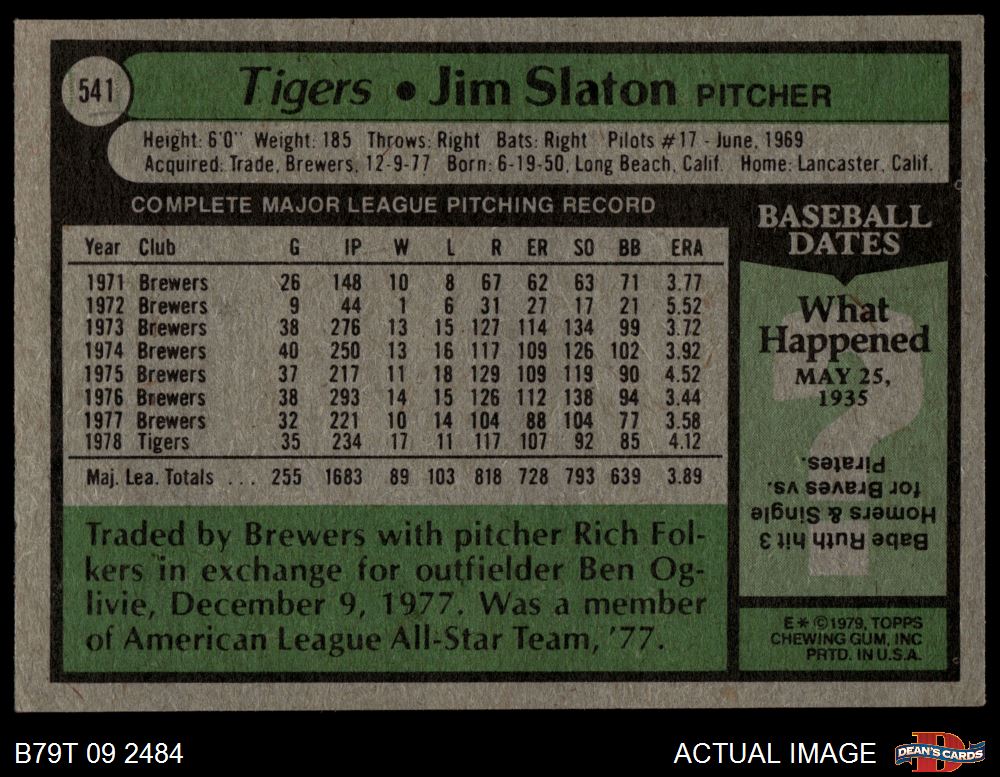 541
Tigers • Jim Slaton PITCHER
Height: 6'0" Weight: 185 Throws: Right Bats: Right Pilots #17 - June, 1969
Acquired: Trade, Brewers, 12-9-77 Born: 6-19-50, Long Beach, Calif. Home: Lancaster, Calif.
COMPLETE MAJOR LEAGUE PITCHING RECORD
Year Club G IP W L R ER SO BB ERA
1971 Brewers 26 148 10 8 67 62 63 71 3.77
1972 Brewers 9 44 1 6 31 27 17 21 5.52
1973 Brewers 38 276 13 15 127 114 134 99 3.72
1974 Brewers 40 250 13 16 117 109 126 102 3.92
1975 Brewers 37 217 11 18 129 109 119 90 4.52
1976 Brewers 38 293 14 15 126 112 138 94 3.44
1977 Brewers 32 221 10 14 104 88 104 77 3.58
1978 Tigers 35 234 17 11 117 107 92 85 4.12
Maj. Lea. Totals . . . 255 1683 89 103 818 728 793 639 3.89
Traded by Brewers with pitcher Rich Fol-
kers in exchange for outfielder Ben Og-
livie, December 9, 1977. Was a member
of American League All-Star Team, '77.
BASEBALL
DATES
What
Happened
MAY 25,
1935
?
Babe Ruth hit 3
Homers & Single
for Braves vs.
Pirates.
E * ©1979, TOPPS
CHEWING GUM, INC
PRTD. IN U.S.A.
B79T 09 2484
ACTUAL IMAGE
D
DEAN'S CARDS